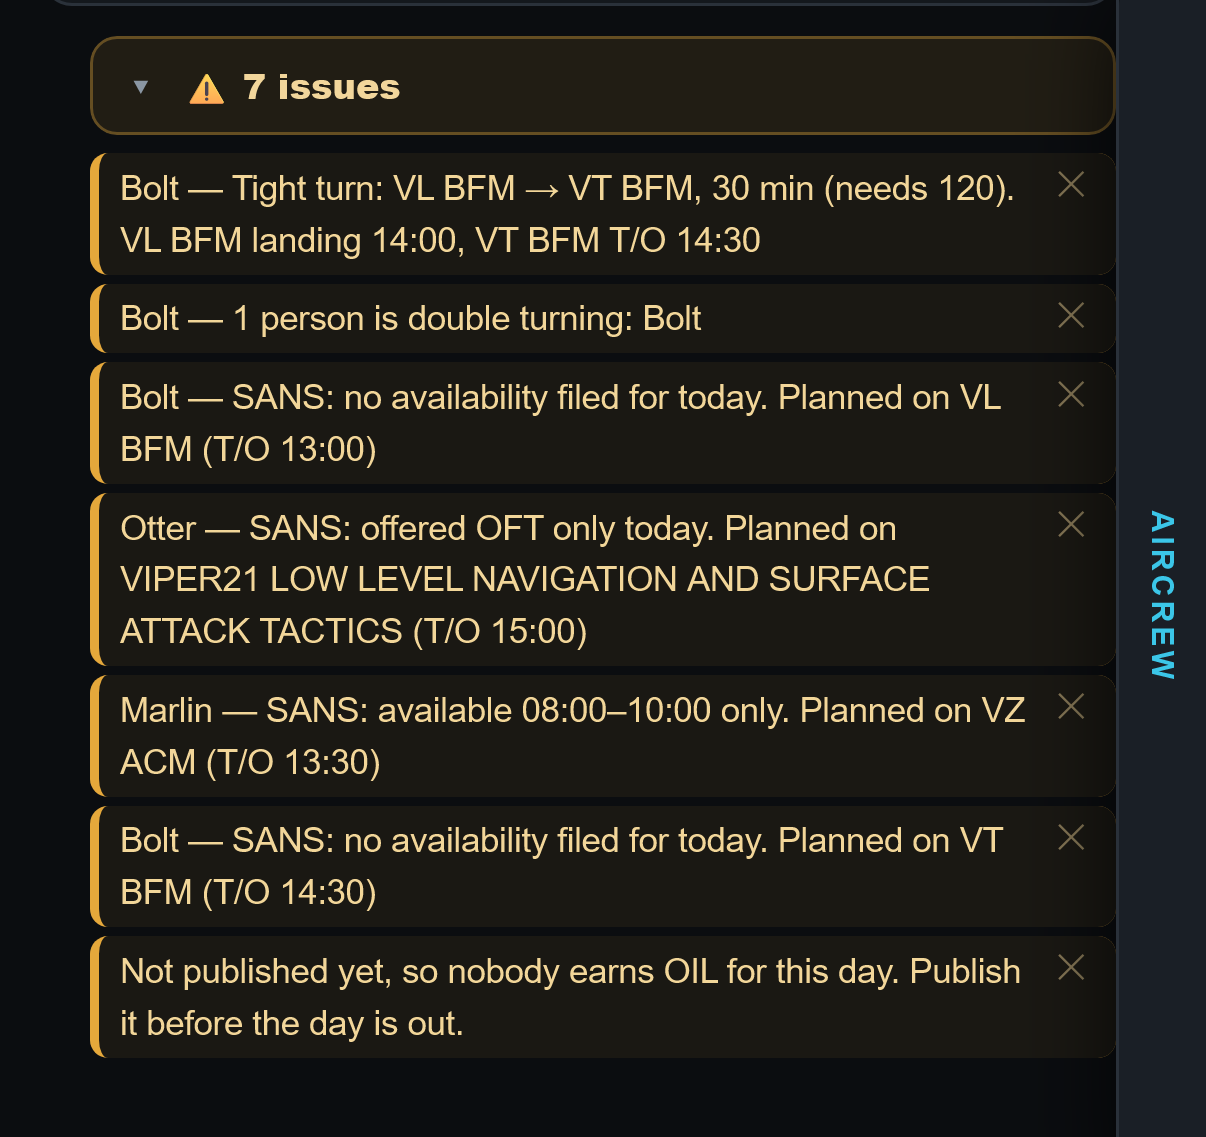 ▼ ⚠️ 7 issues
Bolt — Tight turn: VL BFM → VT BFM, 30 min (needs 120).
VL BFM landing 14:00, VT BFM T/O 14:30
Bolt — 1 person is double turning: Bolt
Bolt — SANS: no availability filed for today. Planned on VL
BFM (T/O 13:00)
Otter — SANS: offered OFT only today. Planned on
VIPER21 LOW LEVEL NAVIGATION AND SURFACE
ATTACK TACTICS (T/O 15:00)
Marlin — SANS: available 08:00–10:00 only. Planned on VZ
ACM (T/O 13:30)
Bolt — SANS: no availability filed for today. Planned on VT
BFM (T/O 14:30)
Not published yet, so nobody earns OIL for this day. Publish
it before the day is out.
AIRCREW